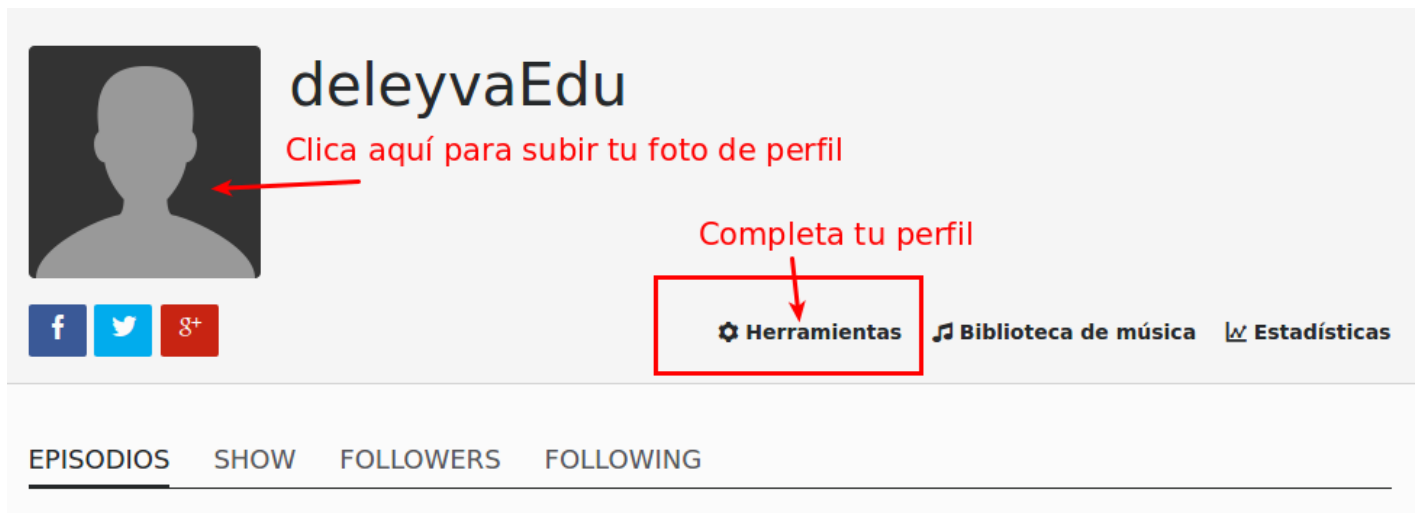 deleyvaEdu
Clica aquí para subir tu foto de perfil
Completa tu perfil
f g+
Herramientas Biblioteca de música Estadísticas
EPISODIOS SHOW FOLLOWERS FOLLOWING